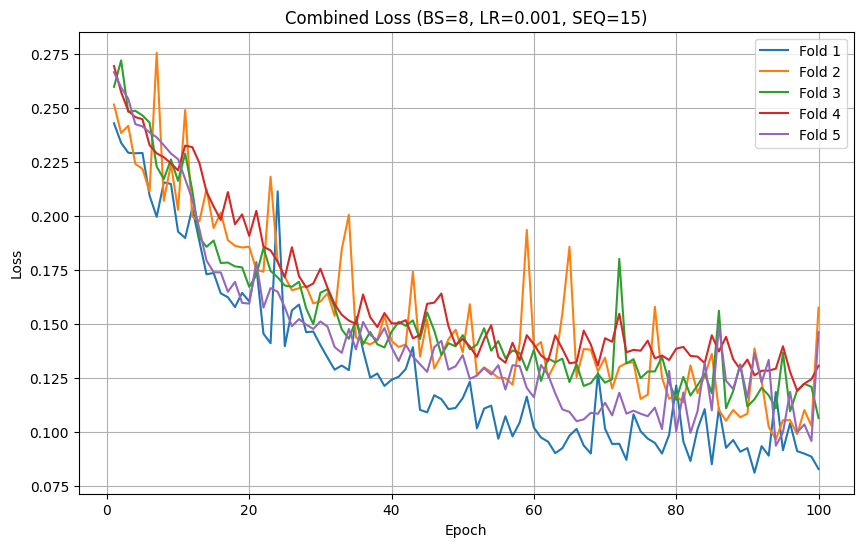 Combined Loss (BS=8, LR=0.001, SEQ=15)
Loss
0.275
0.250
0.225
0.200
0.175
0.150
0.125
0.100
0.075
Fold 1
Fold 2
Fold 3
Fold 4
Fold 5
0 20 40 60 80 100
Epoch